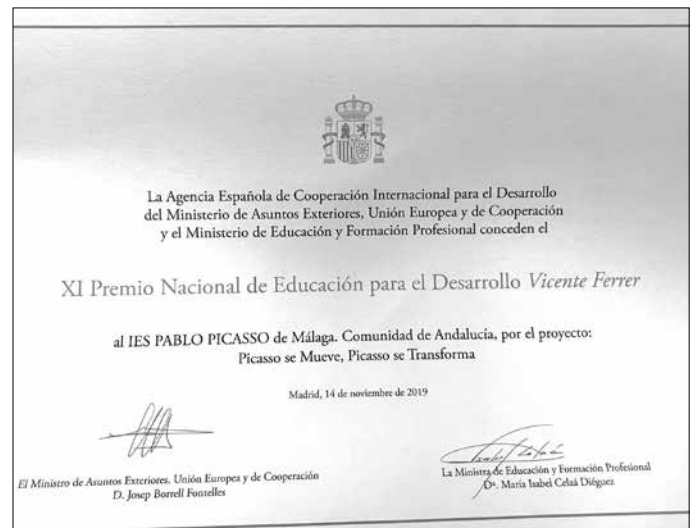 La Agencia Española de Cooperación Internacional para el Desarrollo
del Ministerio de Asuntos Exteriores, Unión Europea y de Cooperación
y el Ministerio de Educación y Formación Profesional conceden el
XI Premio Nacional de Educación para el Desarrollo Vicente Ferrer
al IES PABLO PICASSO de Málaga. Comunidad de Andalucía, por el proyecto:
Picasso se Mueve, Picasso se Transforma
Madrid, 14 de noviembre de 2019
El Ministro de Asuntos Exteriores, Unión Europea y de Cooperación
D. Josep Borrell Fontelles
La Ministra de Educación y Formación Profesional
Dª. María Isabel Celaá Diéguez